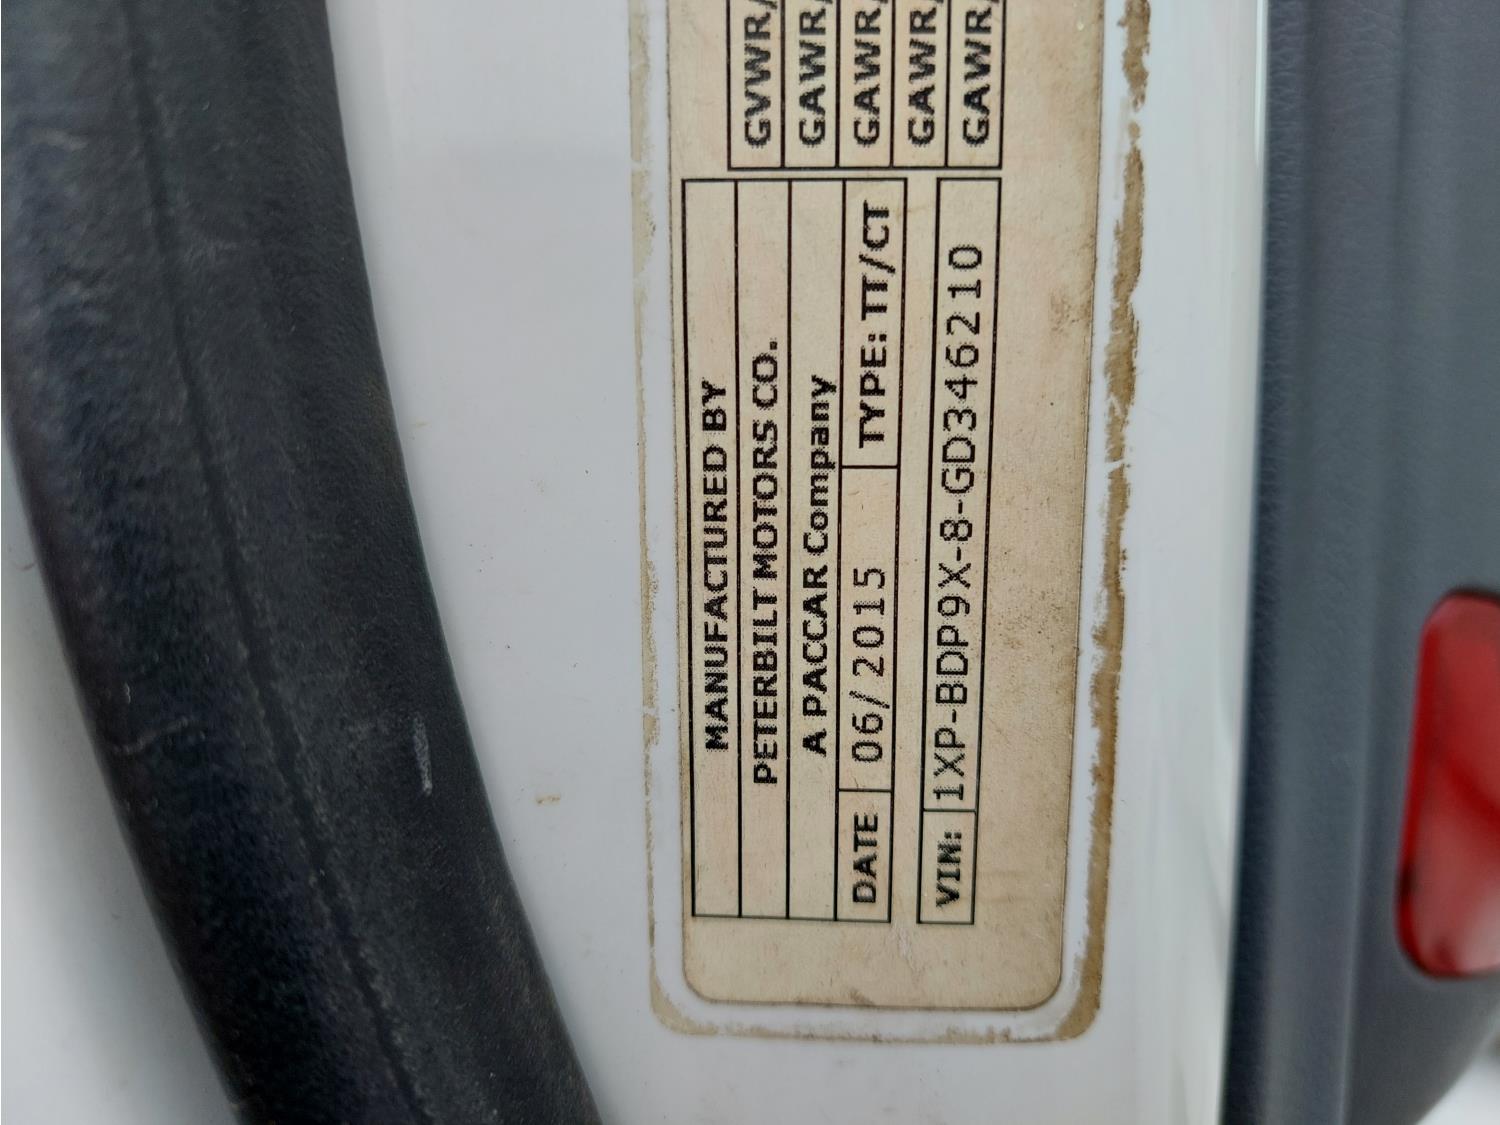 MANUFACTURED BY
PETERBILT MOTORS CO.
A PACCAR Company
DATE 06/2015 TYPE: TT/CT
VIN: 1XP-BDP9X-8-GD346210
GVWR/
GAWR/
GAWR/
GAWR/
GAWR/